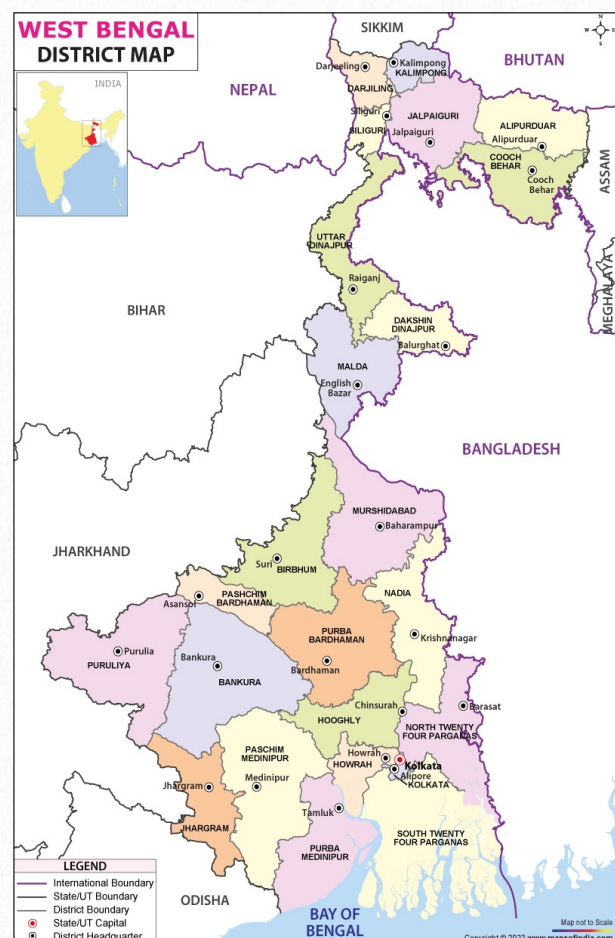 WEST BENGAL
DISTRICT MAP
INDIA
SIKKIM
NEPAL
BHUTAN
Darjeeling
Kalimpong
KALIMPONG
DARJILING
Siliguri
SILIGURI
JALPAIGURI
Jalpaiguri
ALIPURDUAR
Alipurduar
COOCH
BEHAR
Cooch
Behar
ASSAM
MEGHALAYA
UTTAR
DINAJPUR
Raiganj
BIHAR
DAKSHIN
DINAJPUR
Balurghat
MALDA
English
Bazar
BANGLADESH
MURSHIDABAD
Baharampur
JHARKHAND
Suri
BIRBHUM
PASHCHIM
BARDHAMAN
Asansol
NADIA
Krishnanagar
PURBA
BARDHAMAN
Bardhaman
Purulia
PURULIYA
Bankura
BANKURA
Chinsurah
HOOGHLY
Barasat
NORTH TWENTY
FOUR PARGANAS
PASCHIM
MEDINIPUR
Medinipur
Howrah
HOWRAH
Kolkata
Alipore
KOLKATA
Jhargram
JHARGRAM
Tamluk
PURBA
MEDINIPUR
SOUTH TWENTY
FOUR PARGANAS
ODISHA
BAY OF
BENGAL
LEGEND
International Boundary
State/UT Boundary
District Boundary
State/UT Capital
District Headquarter
Map not to Scale
Copyright © 2022 www.mapsofindia.com
N
W
E
S